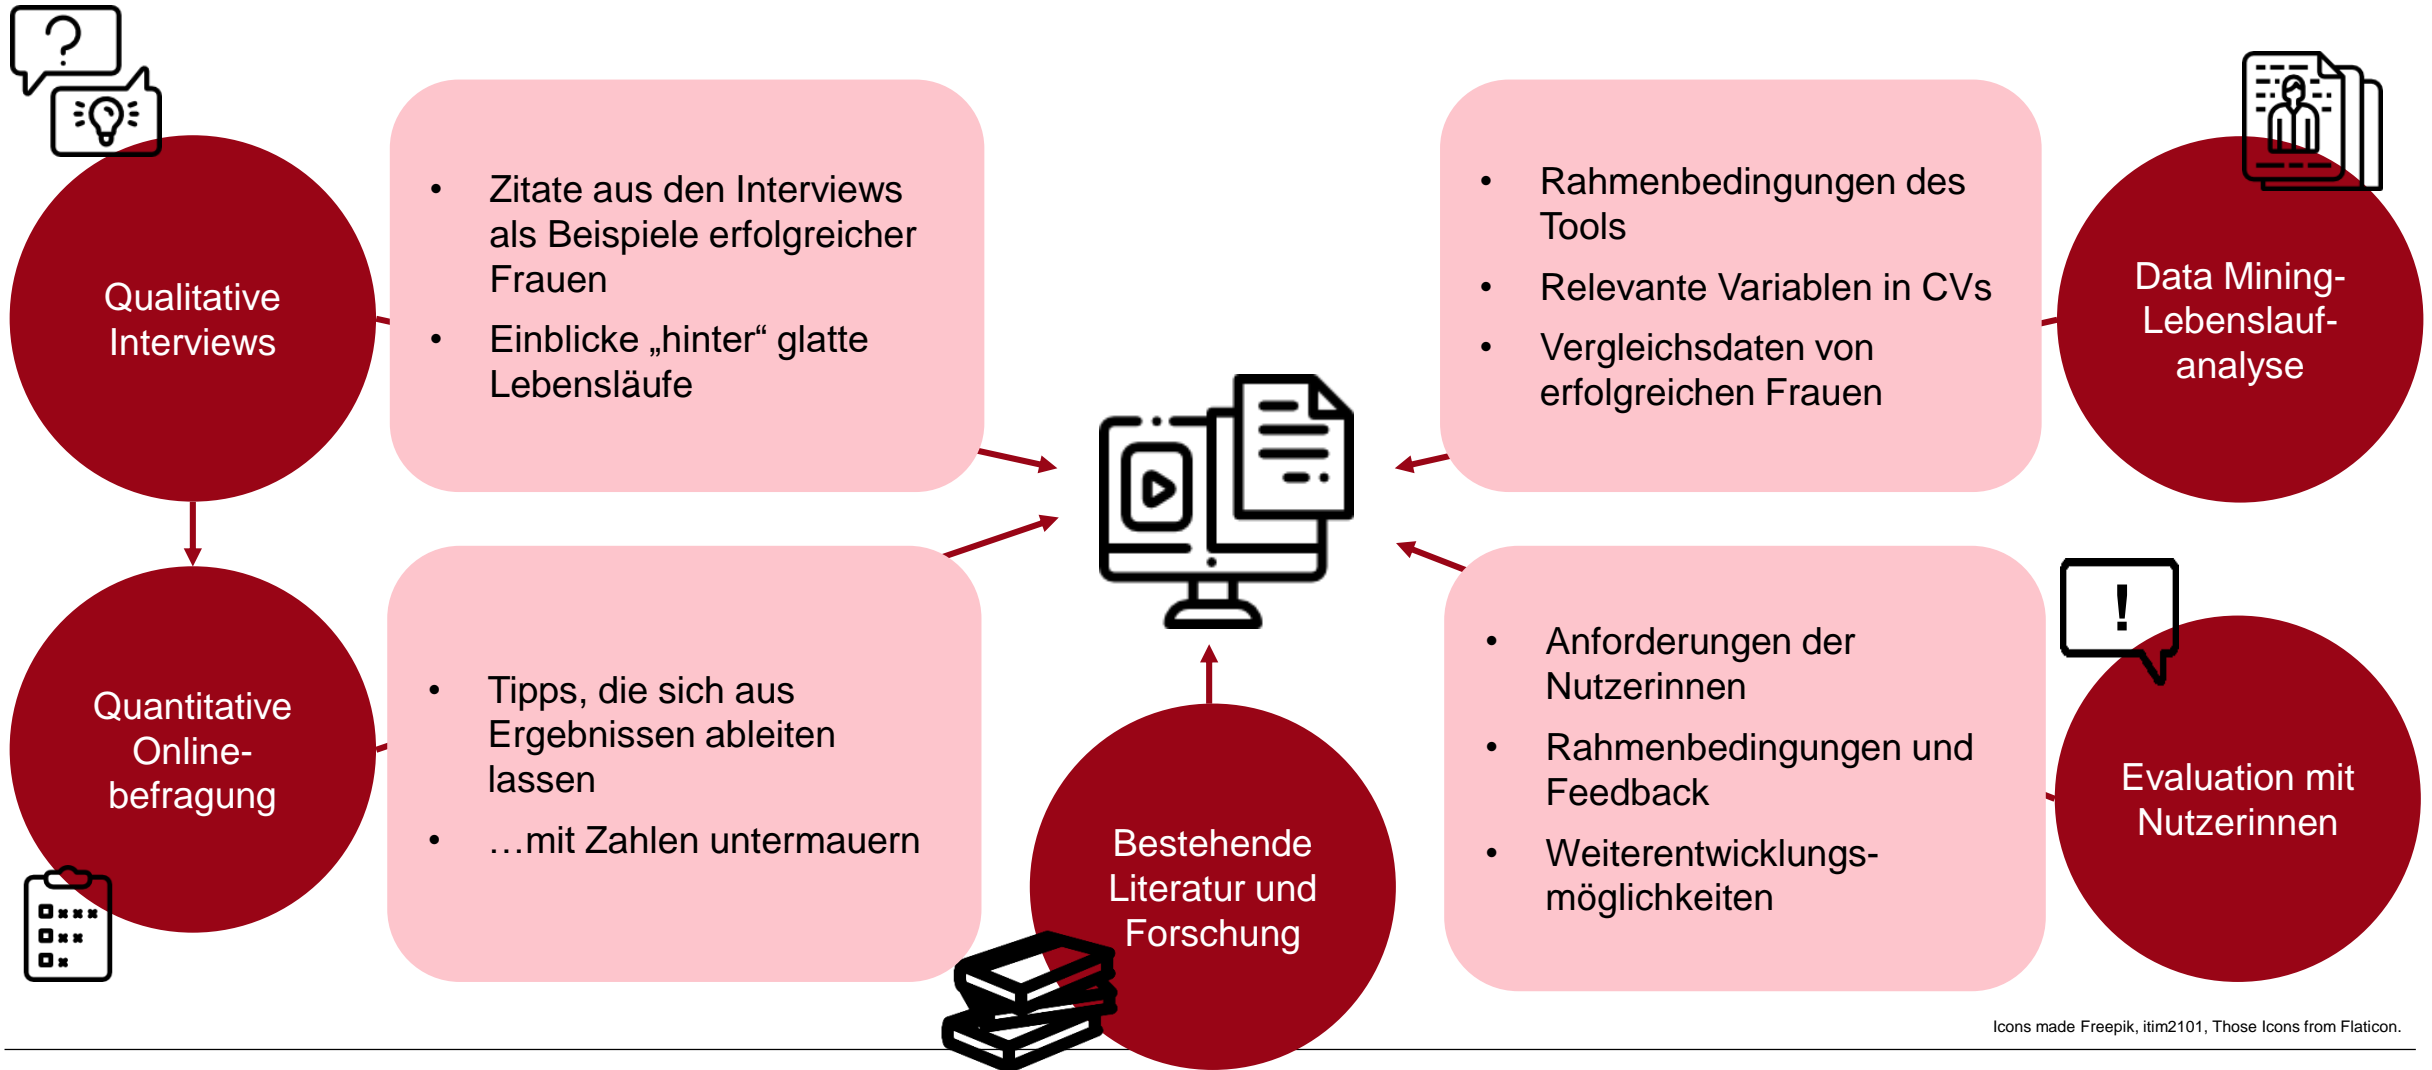 ?
Qualitative
Interviews
• Zitate aus den Interviews
als Beispiele erfolgreicher
Frauen
• Einblicke „hinter“ glatte
Lebensläufe
• Rahmenbedingungen des
Tools
• Relevante Variablen in CVs
• Vergleichsdaten von
erfolgreichen Frauen
Data Mining-
Lebenslauf-
analyse
Quantitative
Online-
befragung
• Tipps, die sich aus
Ergebnissen ableiten
lassen
• …mit Zahlen untermauern
Bestehende
Literatur und
Forschung
• Anforderungen der
Nutzerinnen
• Rahmenbedingungen und
Feedback
• Weiterentwicklungs-
möglichkeiten
!
Evaluation mit
Nutzerinnen
Icons made Freepik, itim2101, Those Icons from Flaticon.